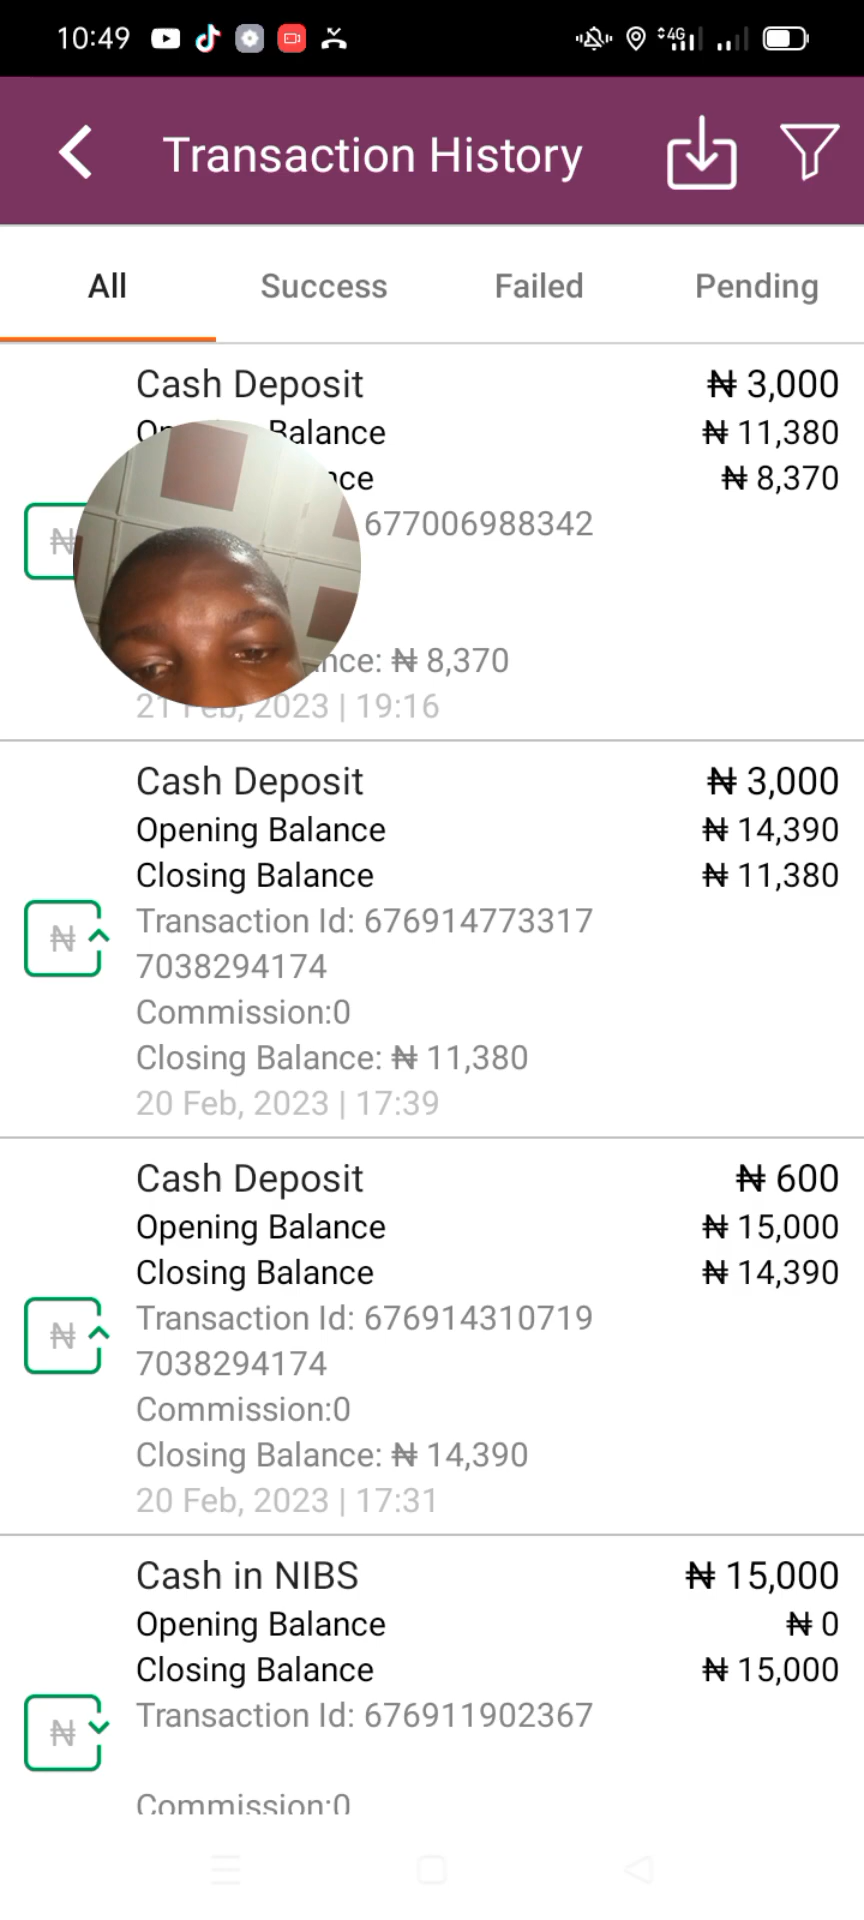 10:49
4G
Transaction History
All Success Failed Pending
Cash Deposit ₦ 3,000
Balance ₦ 11,380
₦ 8,370
677006988342
₦ 8,370
2023 | 19:16
Cash Deposit ₦ 3,000
Opening Balance ₦ 14,390
Closing Balance ₦ 11,380
Transaction Id: 676914773317
7038294174
Commission:0
Closing Balance: ₦ 11,380
20 Feb, 2023 | 17:39
Cash Deposit ₦ 600
Opening Balance ₦ 15,000
Closing Balance ₦ 14,390
Transaction Id: 676914310719
7038294174
Commission:0
Closing Balance: ₦ 14,390
20 Feb, 2023 | 17:31
Cash in NIBS ₦ 15,000
Opening Balance ₦ 0
Closing Balance ₦ 15,000
Transaction Id: 676911902367
Commission:0